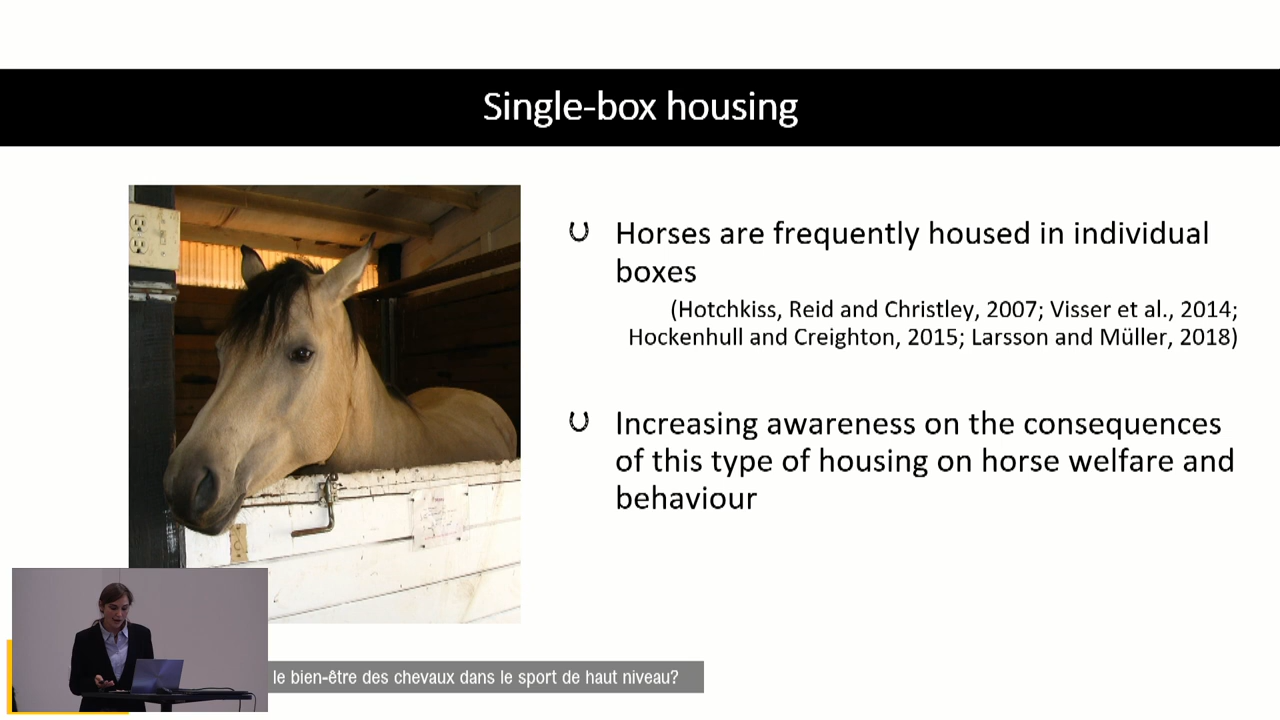 Single-box housing
Horses are frequently housed in individual
boxes
(Hotchkiss, Reid and Christley, 2007; Visser et al., 2014;
Hockenhull and Creighton, 2015; Larsson and Müller, 2018)
Increasing awareness on the consequences
of this type of housing on horse welfare and
behaviour
le bien-être des chevaux dans le sport de haut niveau?